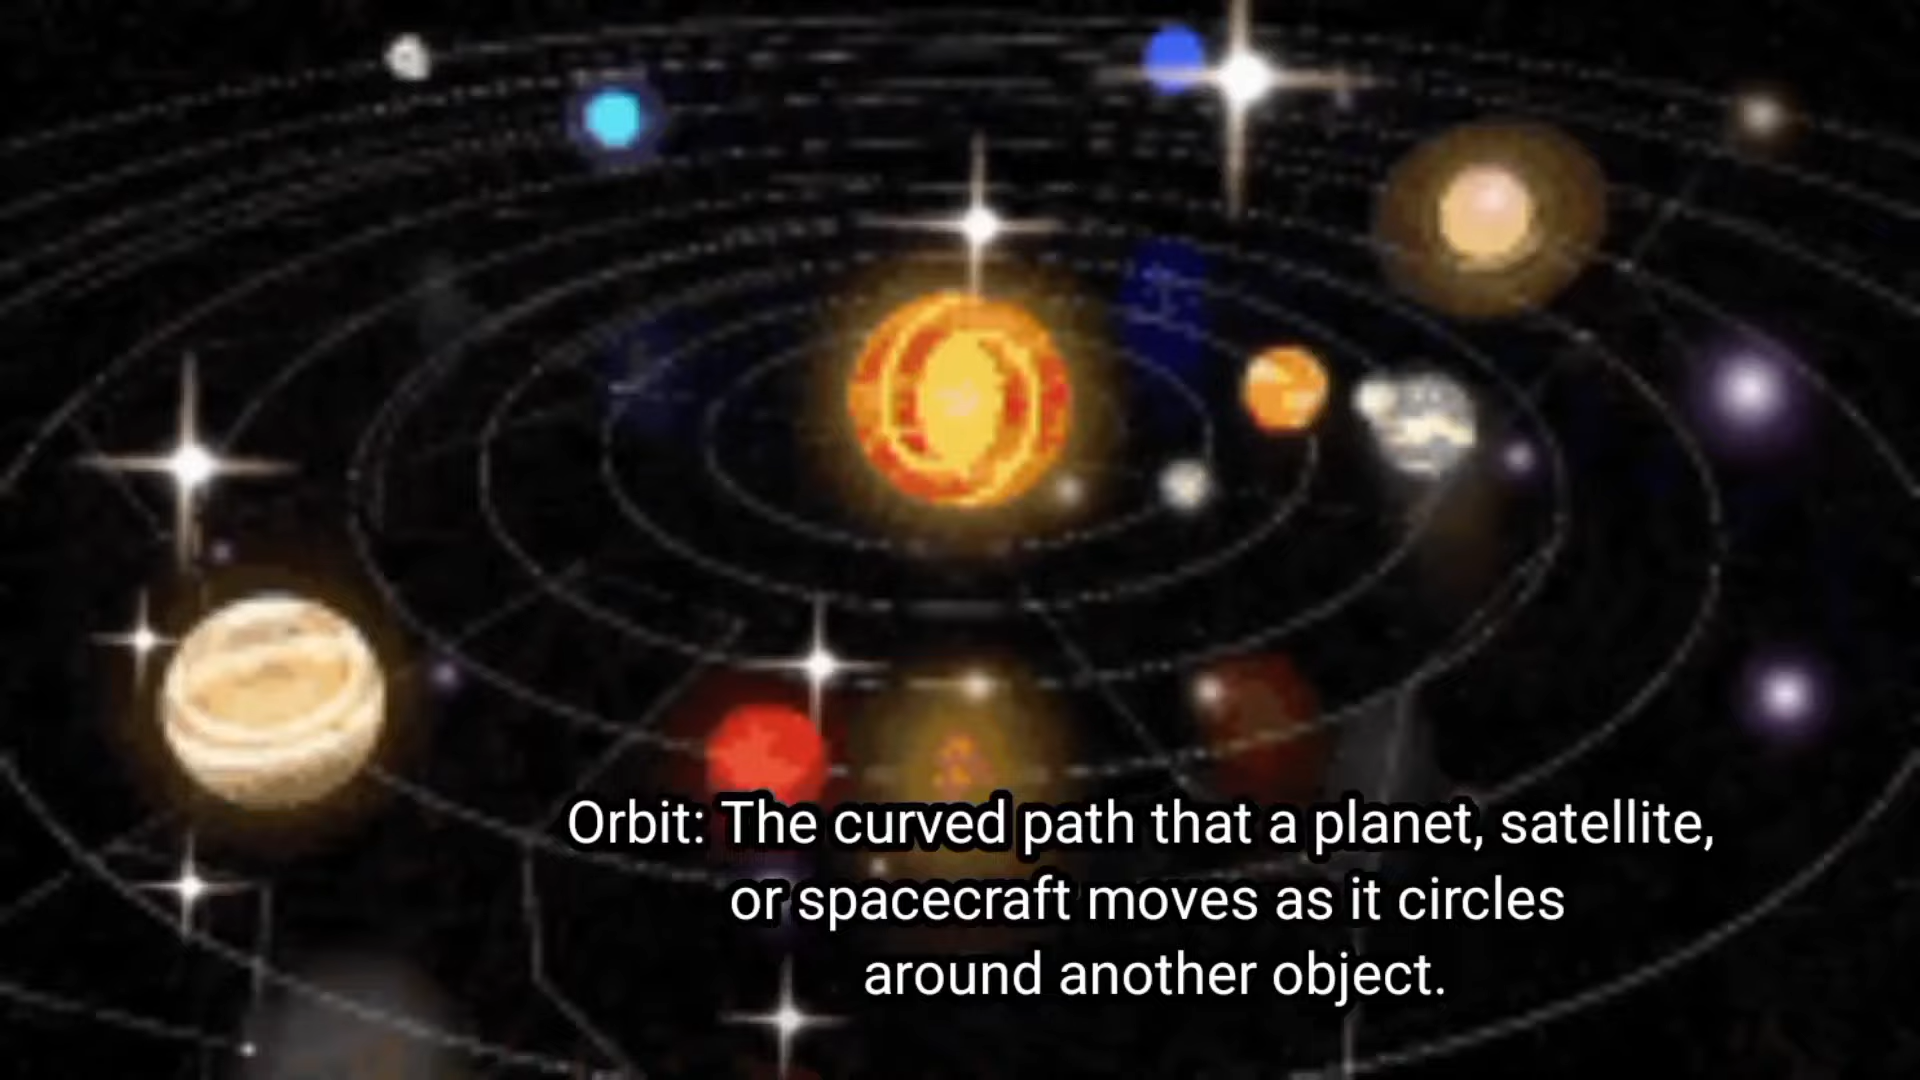 Orbit: The curved path that a planet, satellite,
or spacecraft moves as it circles
around another object.